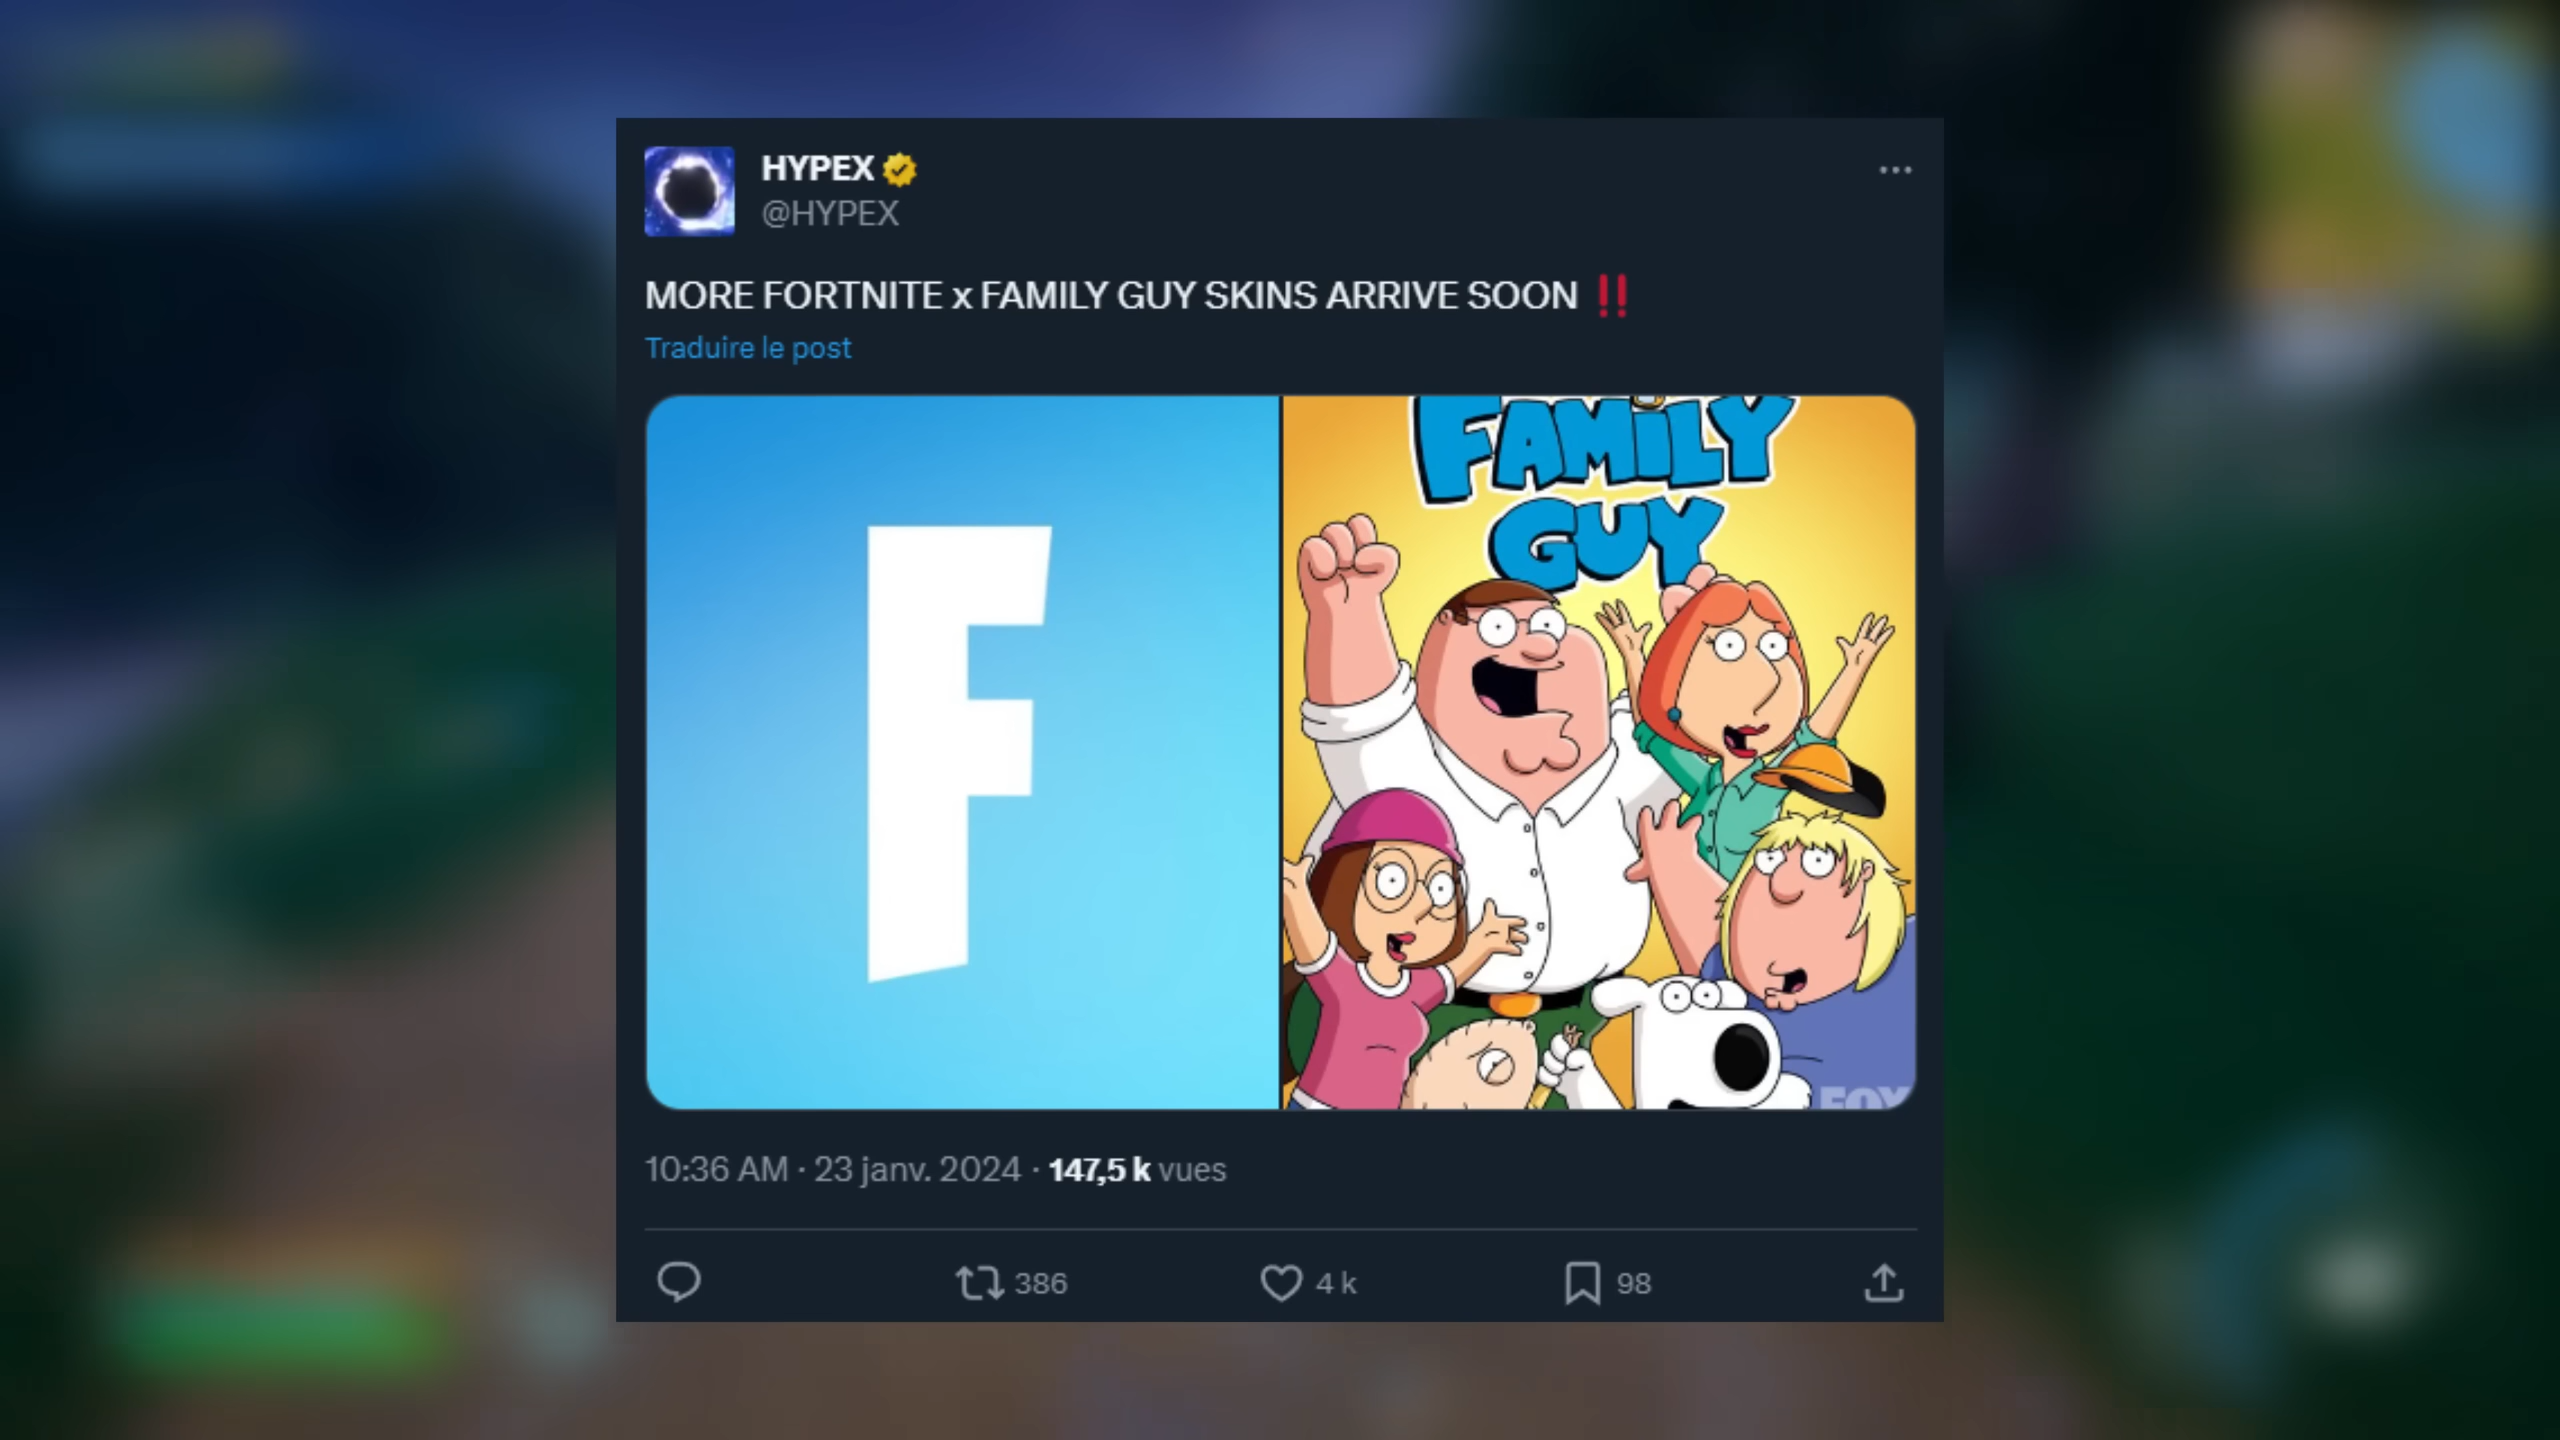 HYPEX
@HYPEX
MORE FORTNITE x FAMILY GUY SKINS ARRIVE SOON ‼️
Traduire le post
F
FAMILY
GUY
FOX
10:36 AM · 23 janv. 2024 · 147,5 k vues
386 4 k 98